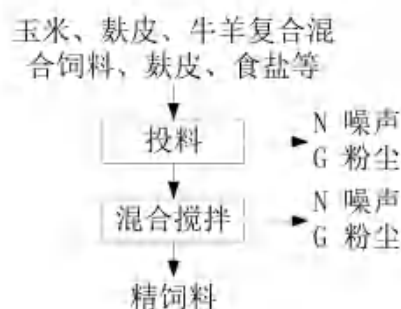 玉米、麸皮、牛羊复合混
合饲料、麸皮、食盐等
投料
N 噪声
G 粉尘
混合搅拌
N 噪声
G 粉尘
精饲料